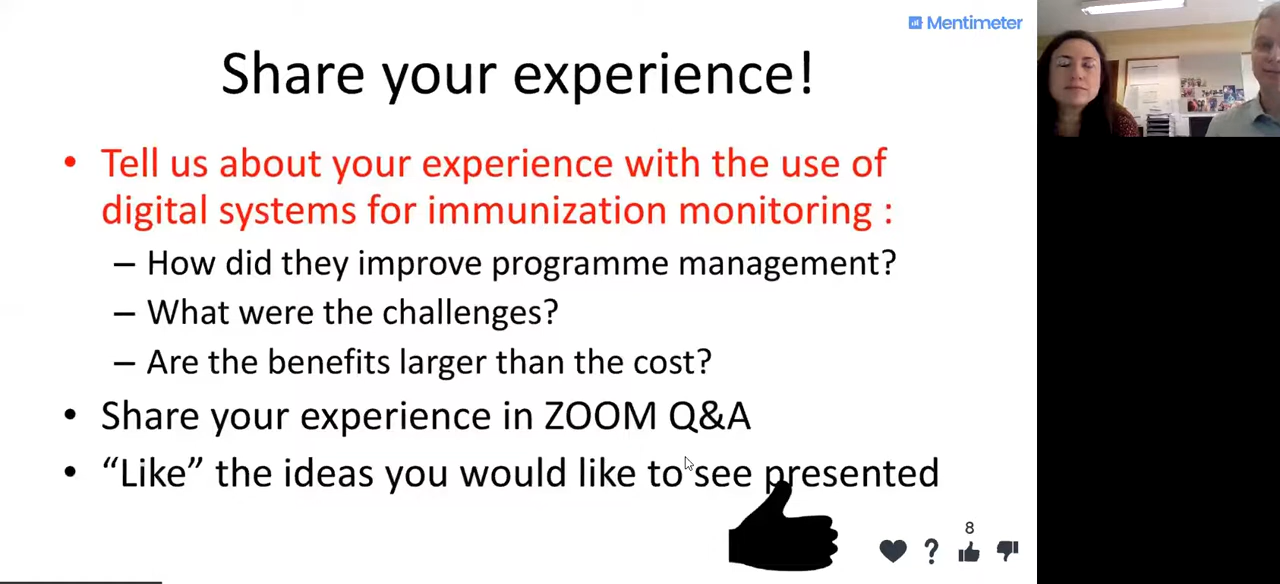 Mentimeter
Share your experience!
• Tell us about your experience with the use of
digital systems for immunization monitoring :
– How did they improve programme management?
– What were the challenges?
– Are the benefits larger than the cost?
• Share your experience in ZOOM Q&A
• “Like” the ideas you would like to see presented
8
?